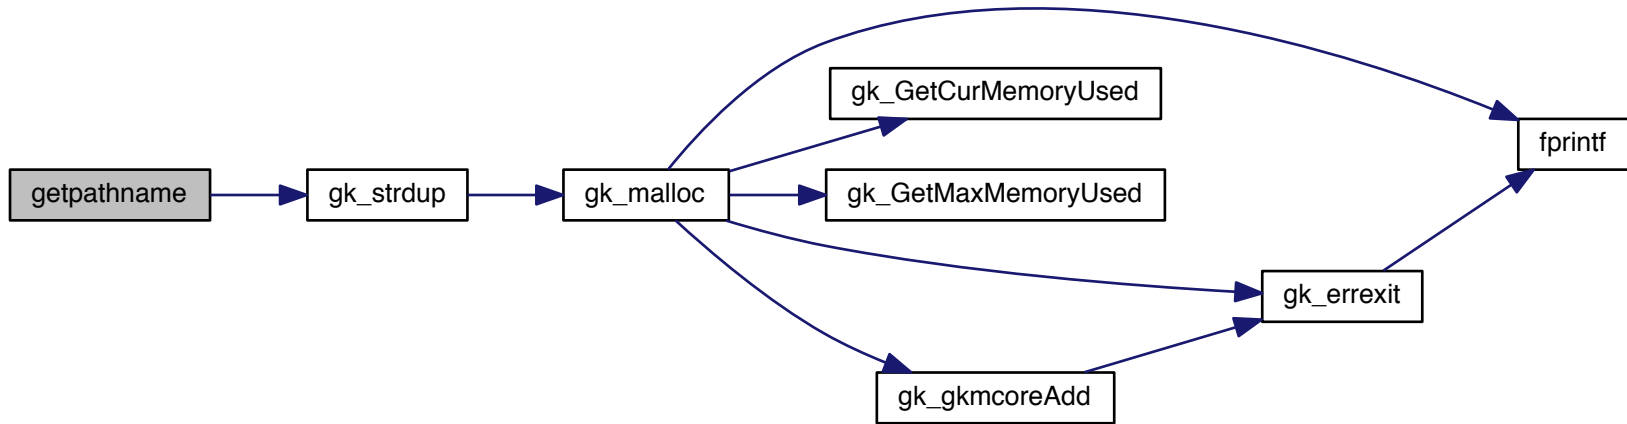 getpathname
gk_strdup
gk_malloc
gk_GetCurMemoryUsed
gk_GetMaxMemoryUsed
gk_gkmcoreAdd
gk_errexit
fprintf